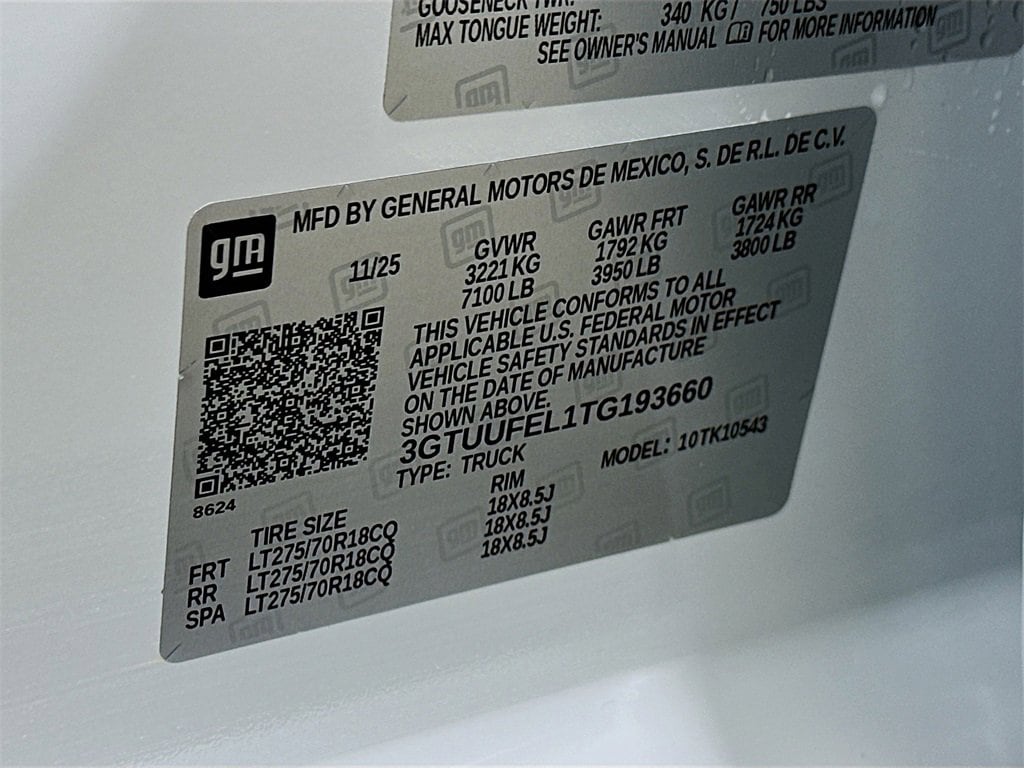 GOOSENECK TWR:
MAX TONGUE WEIGHT: 340 KG / 750 LBS
SEE OWNER'S MANUAL FOR MORE INFORMATION
MFD BY GENERAL MOTORS DE MEXICO, S. DE R.L. DE C.V.
gm
11/25
GVWR GAWR FRT GAWR RR
3221 KG 1792 KG 1724 KG
7100 LB 3950 LB 3800 LB
THIS VEHICLE CONFORMS TO ALL
APPLICABLE U.S. FEDERAL MOTOR
VEHICLE SAFETY STANDARDS IN EFFECT
ON THE DATE OF MANUFACTURE
SHOWN ABOVE.
3GTUUFEL1TG193660
TYPE: TRUCK MODEL: 10TK10543
8624
TIRE SIZE RIM
FRT LT275/70R18CQ 18X8.5J
RR LT275/70R18CQ 18X8.5J
SPA LT275/70R18CQ 18X8.5J